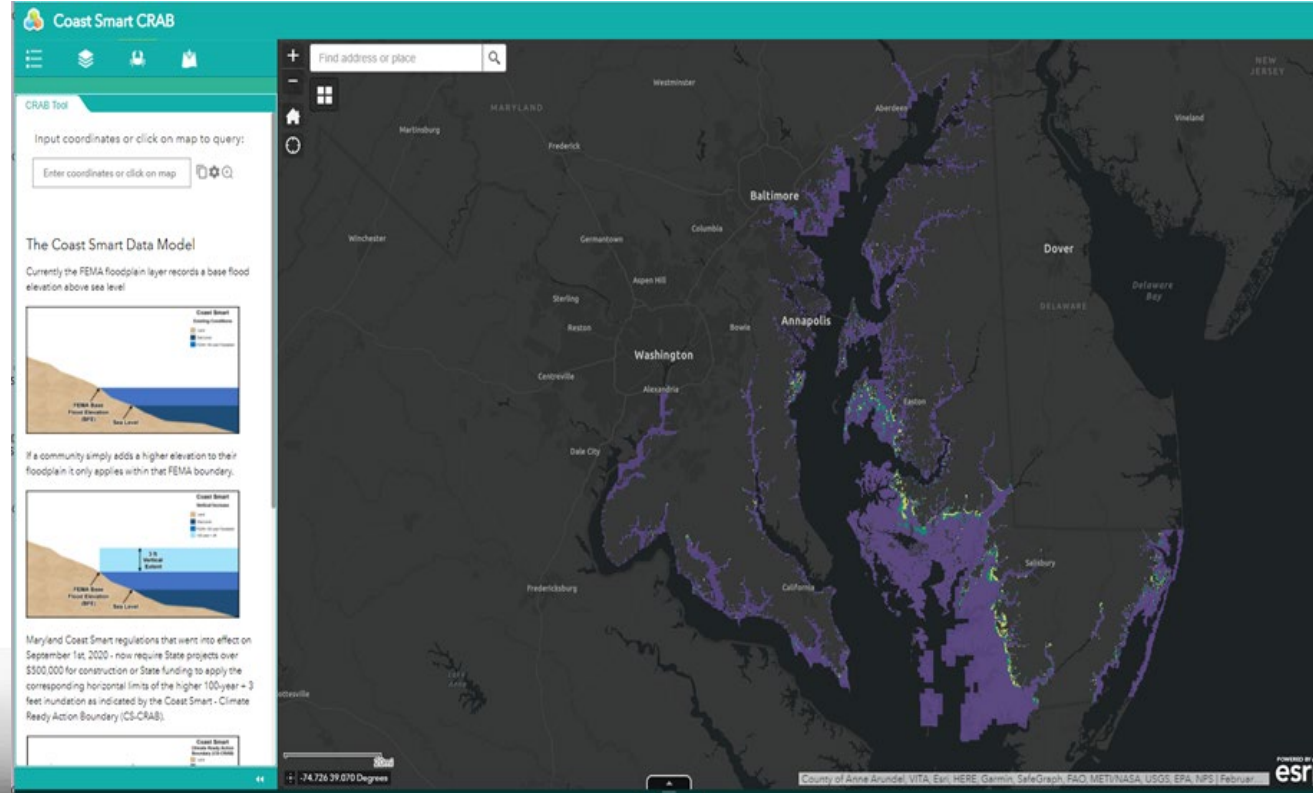 Coast Smart CRAB
CRAB Tool
Input coordinates or click on map to query:
Enter coordinates or click on map
The Coast Smart Data Model
Currently the FEMA floodplain layer records a base flood
elevation above sea level
Coast Smart
Existing Conditions
FEMA Base
Flood Elevation
(BFE)
Sea Level
If a community simply adds a higher elevation to their
floodplain it only applies within that FEMA boundary.
Coast Smart
Vertical Increase
3 ft
Vertical
Extent
FEMA Base
Flood Elevation
(BFE)
Sea Level
Maryland Coast Smart regulations that went into effect on
September 1st, 2020 - now require State projects over
$500,000 for construction or State funding to apply the
corresponding horizontal limits of the higher 100-year + 3
feet inundation as indicated by the Coast Smart - Climate
Ready Action Boundary (CS-CRAB).
Coast Smart
Find address or place
NEW
JERSEY
Westminster
MARYLAND
Aberdeen
Martinsburg
Vineland
Frederick
Baltimore
Winchester
Germantown
Columbia
Dover
Aspen Hill
Delaware
Bay
Sterling
DELAWARE
Reston
Bowie
Annapolis
Washington
Centreville
Alexandria
Easton
Dale City
Salisbury
Fredericksburg
California
Lake
Anna
ottesville
20mi
-74.726 39.070 Degrees
County of Anne Arundel, VITA, Esri, HERE, Garmin, SafeGraph, FAO, METI/NASA, USGS, EPA, NPS | Februar...
POWERED BY
esri